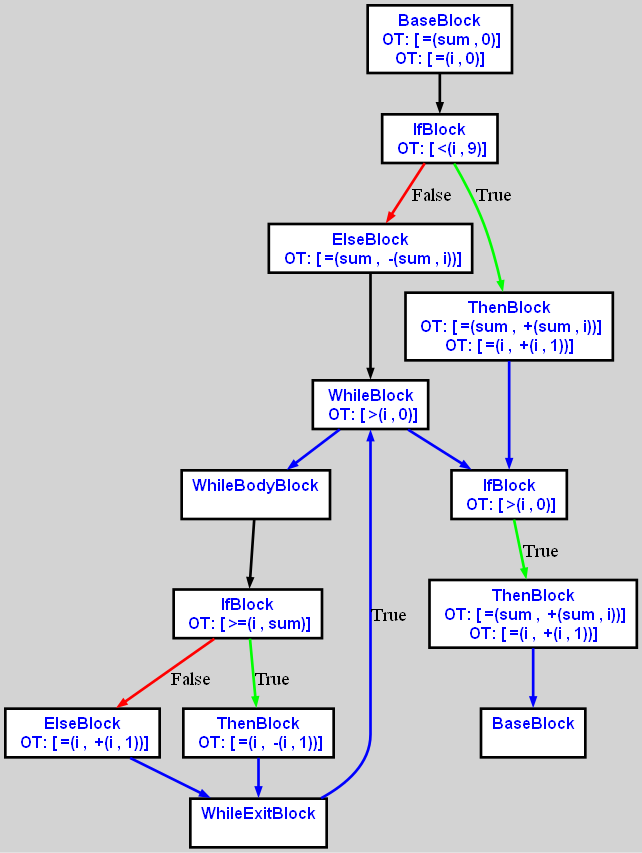 BaseBlock
OT: [ =(sum , 0)]
OT: [ =(i , 0)]
IfBlock
OT: [ <(i , 9)]
False
True
ElseBlock
OT: [ =(sum ,  -(sum , i))]
ThenBlock
OT: [ =(sum ,  +(sum , i))]
OT: [ =(i ,  +(i , 1))]
WhileBlock
OT: [ >(i , 0)]
WhileBodyBlock
IfBlock
OT: [ >(i , 0)]
True
IfBlock
OT: [ >=(i , sum)]
ThenBlock
OT: [ =(sum ,  +(sum , i))]
OT: [ =(i ,  +(i , 1))]
True
False
True
ElseBlock
OT: [ =(i ,  +(i , 1))]
ThenBlock
OT: [ =(i ,  -(i , 1))]
BaseBlock
WhileExitBlock